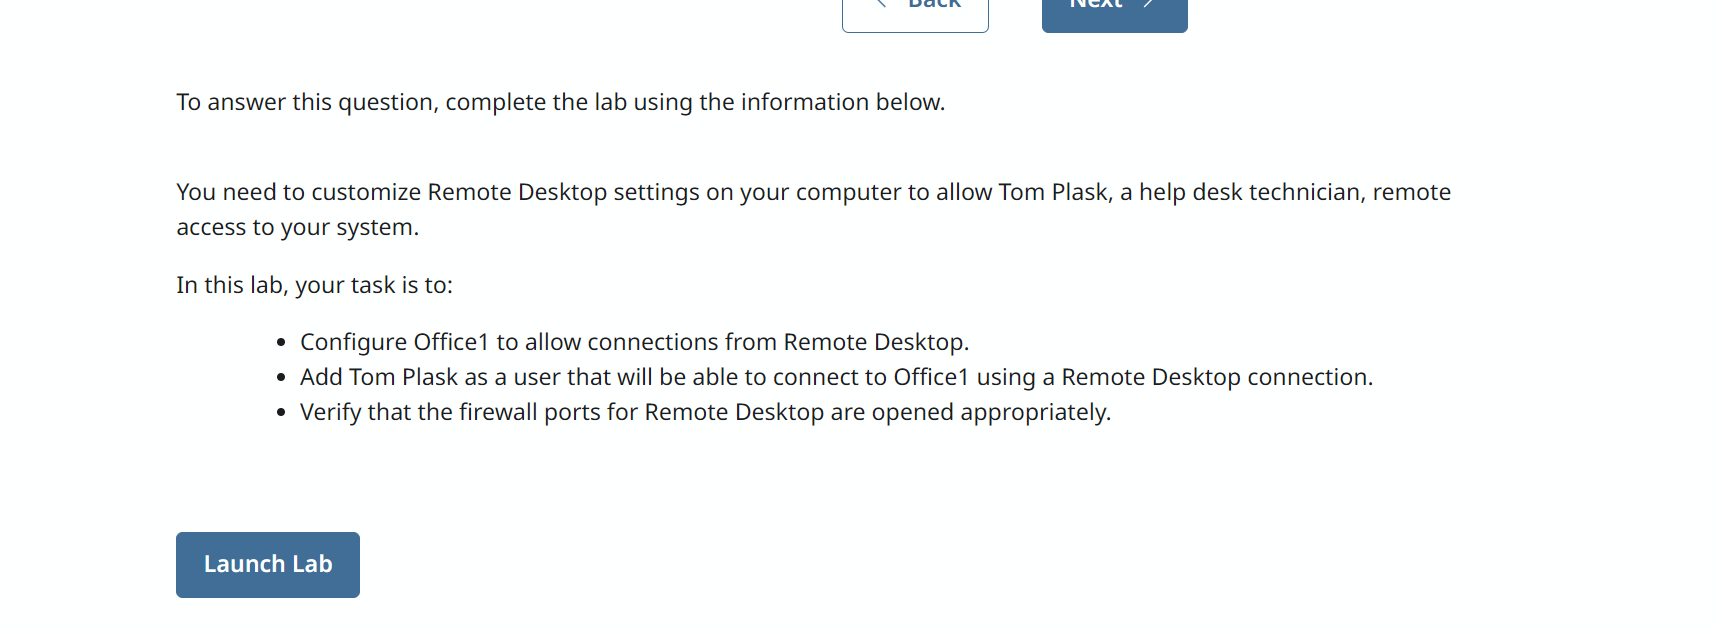 Back Next
To answer this question, complete the lab using the information below.
You need to customize Remote Desktop settings on your computer to allow Tom Plask, a help desk technician, remote
access to your system.
In this lab, your task is to:
• Configure Office1 to allow connections from Remote Desktop.
• Add Tom Plask as a user that will be able to connect to Office1 using a Remote Desktop connection.
• Verify that the firewall ports for Remote Desktop are opened appropriately.
Launch Lab